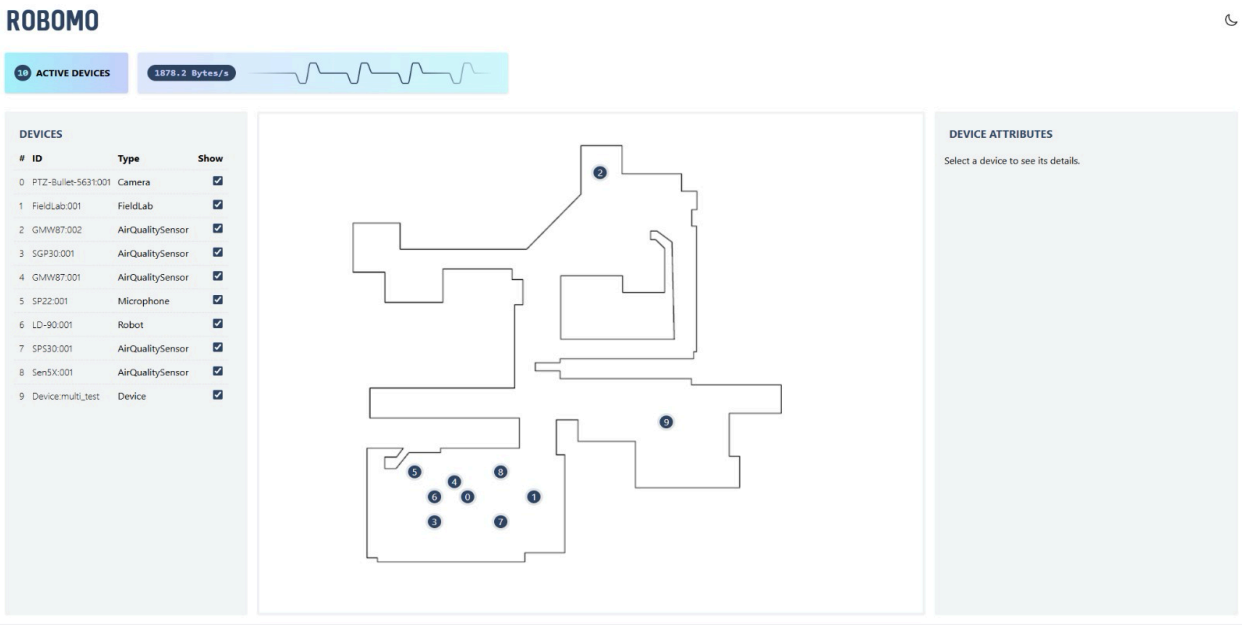 ROBOMO
10 ACTIVE DEVICES
1878.2 Bytes/s
DEVICES
# ID Type Show
0 PTZ-Bullet-5631:001 Camera
1 FieldLab:001 FieldLab
2 GMW87:002 AirQualitySensor
3 SGP30:001 AirQualitySensor
4 GMW87:001 AirQualitySensor
5 SP22:001 Microphone
6 LD-90:001 Robot
7 SPS30:001 AirQualitySensor
8 Sen5X:001 AirQualitySensor
9 Device:multi_test Device
2
9
5
8
4
6
0
1
3
7
DEVICE ATTRIBUTES
Select a device to see its details.